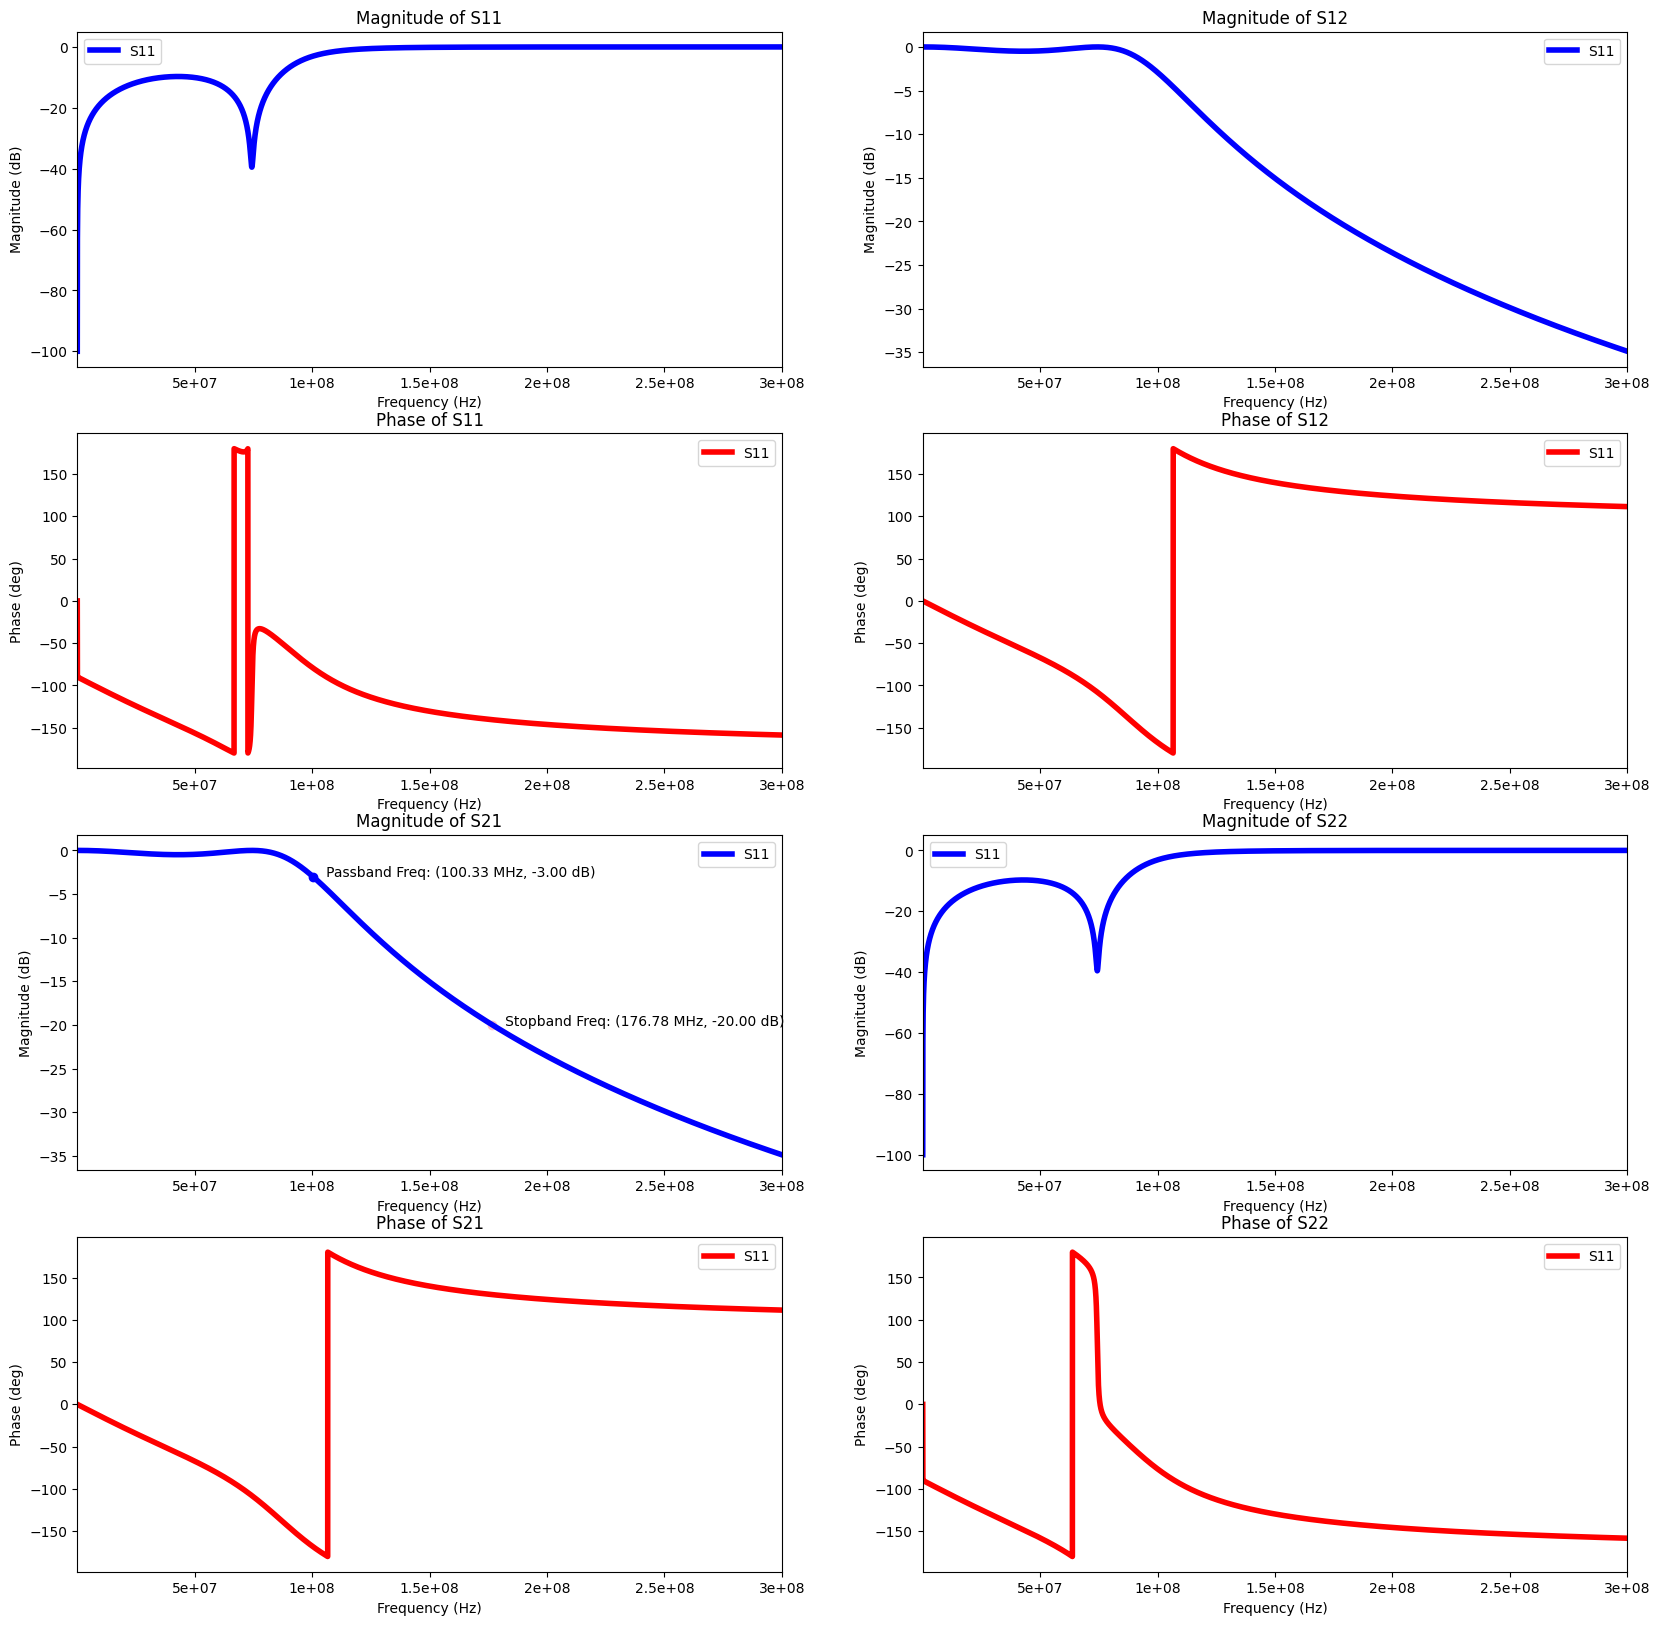 Magnitude of S11
S11
0
−20
−40
−60
−80
−100
Magnitude (dB)
5e+07 1e+08 1.5e+08 2e+08 2.5e+08 3e+08
Frequency (Hz)
Magnitude of S12
S11
0
−5
−10
−15
−20
−25
−30
−35
Magnitude (dB)
5e+07 1e+08 1.5e+08 2e+08 2.5e+08 3e+08
Frequency (Hz)
Phase of S11
S11
150
100
50
0
−50
−100
−150
Phase (deg)
5e+07 1e+08 1.5e+08 2e+08 2.5e+08 3e+08
Frequency (Hz)
Phase of S12
S11
150
100
50
0
−50
−100
−150
Phase (deg)
5e+07 1e+08 1.5e+08 2e+08 2.5e+08 3e+08
Frequency (Hz)
Magnitude of S21
S11
Passband Freq: (100.33 MHz, -3.00 dB)
Stopband Freq: (176.78 MHz, -20.00 dB)
0
−5
−10
−15
−20
−25
−30
−35
Magnitude (dB)
5e+07 1e+08 1.5e+08 2e+08 2.5e+08 3e+08
Frequency (Hz)
Magnitude of S22
S11
0
−20
−40
−60
−80
−100
Magnitude (dB)
5e+07 1e+08 1.5e+08 2e+08 2.5e+08 3e+08
Frequency (Hz)
Phase of S21
S11
150
100
50
0
−50
−100
−150
Phase (deg)
5e+07 1e+08 1.5e+08 2e+08 2.5e+08 3e+08
Frequency (Hz)
Phase of S22
S11
150
100
50
0
−50
−100
−150
Phase (deg)
5e+07 1e+08 1.5e+08 2e+08 2.5e+08 3e+08
Frequency (Hz)